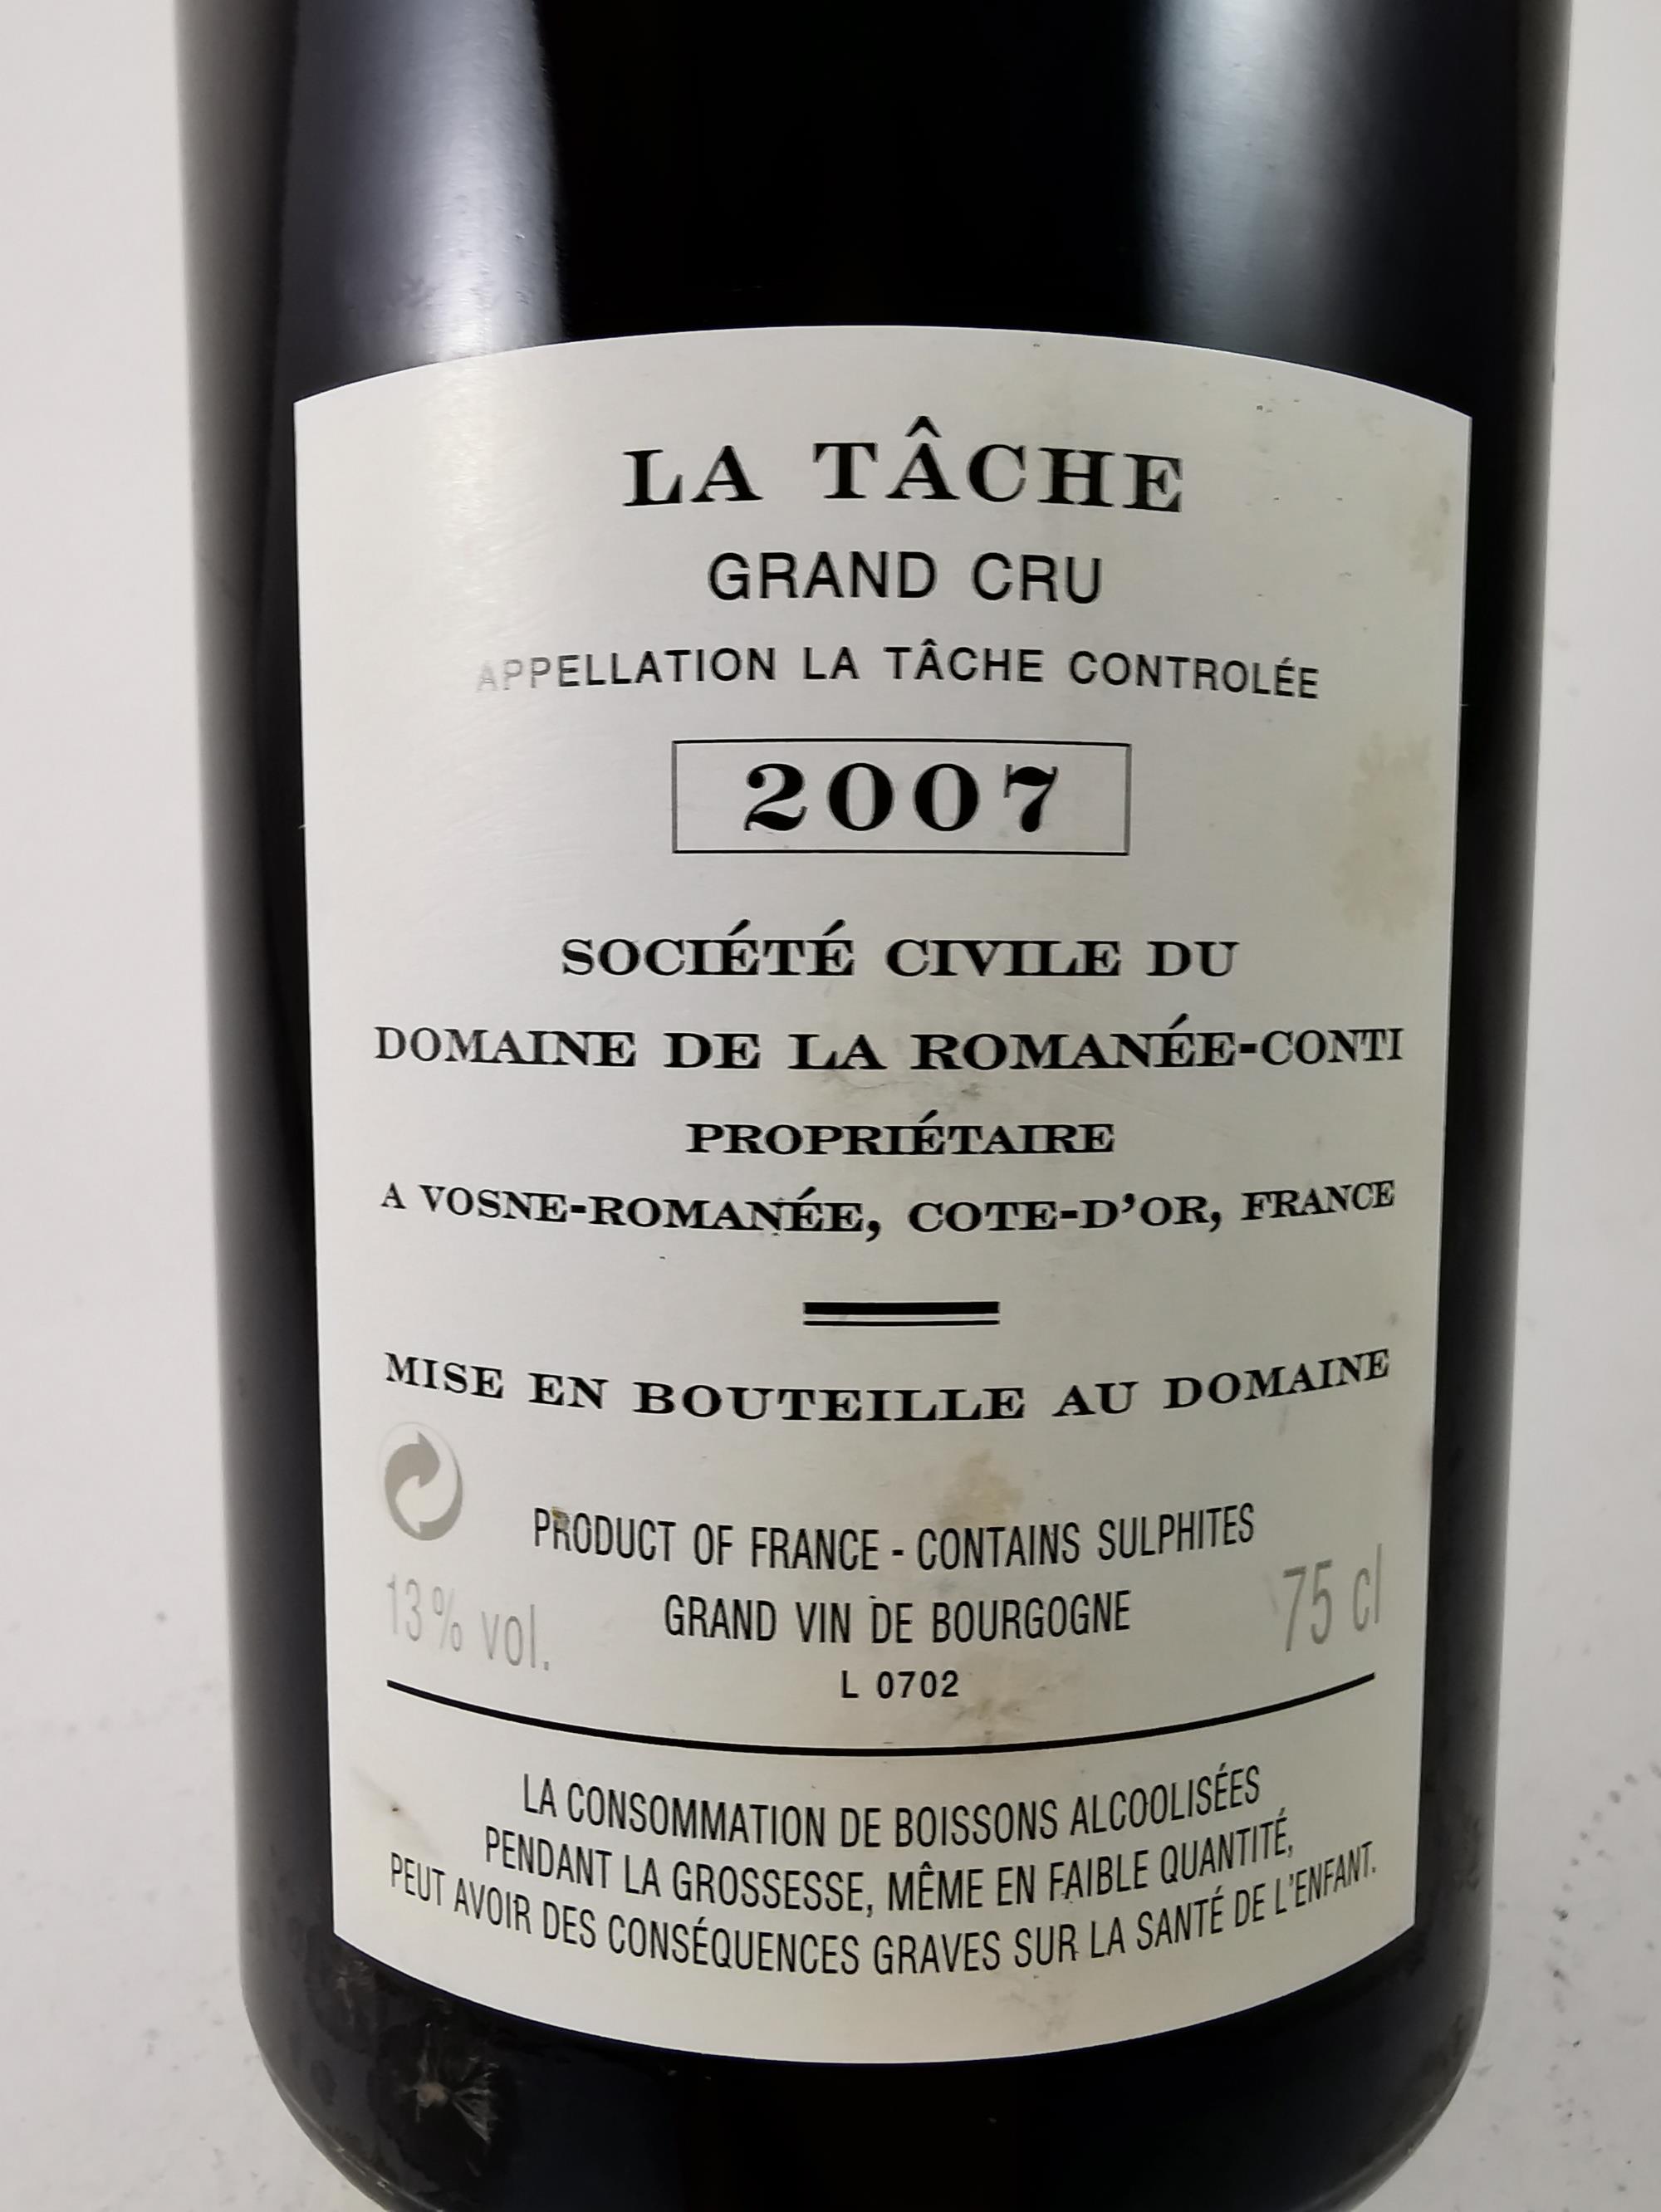 LA TÂCHE
GRAND CRU
APPELLATION LA TÂCHE CONTROLÉE
2007
SOCIÉTÉ CIVILE DU
DOMAINE DE LA ROMANÉE-CONTI
PROPRIÉTAIRE
A VOSNE-ROMANÉE, COTE-D'OR, FRANCE
MISE EN BOUTEILLE AU DOMAINE
PRODUCT OF FRANCE - CONTAINS SULPHITES
13% vol. GRAND VIN DE BOURGOGNE 75 cl
L 0702
LA CONSOMMATION DE BOISSONS ALCOOLISÉES
PENDANT LA GROSSESSE, MÊME EN FAIBLE QUANTITÉ,
PEUT AVOIR DES CONSÉQUENCES GRAVES SUR LA SANTÉ DE L'ENFANT.